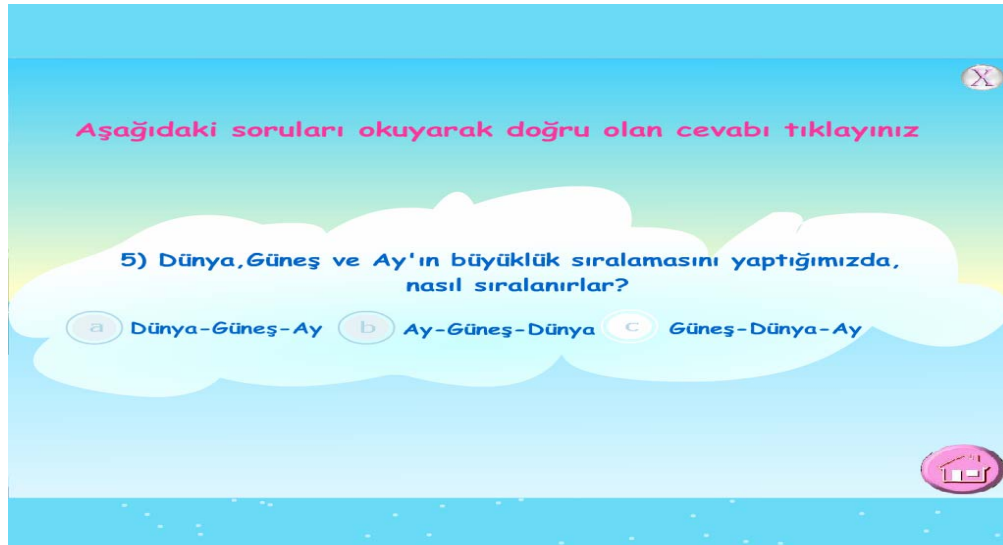 X
Aşağıdaki soruları okuyarak doğru olan cevabı tıklayınız
5) Dünya,Güneş ve Ay'ın büyüklük sıralamasını yaptığımızda,
nasıl sıralanırlar?
a Dünya-Güneş-Ay b Ay-Güneş-Dünya c Güneş-Dünya-Ay